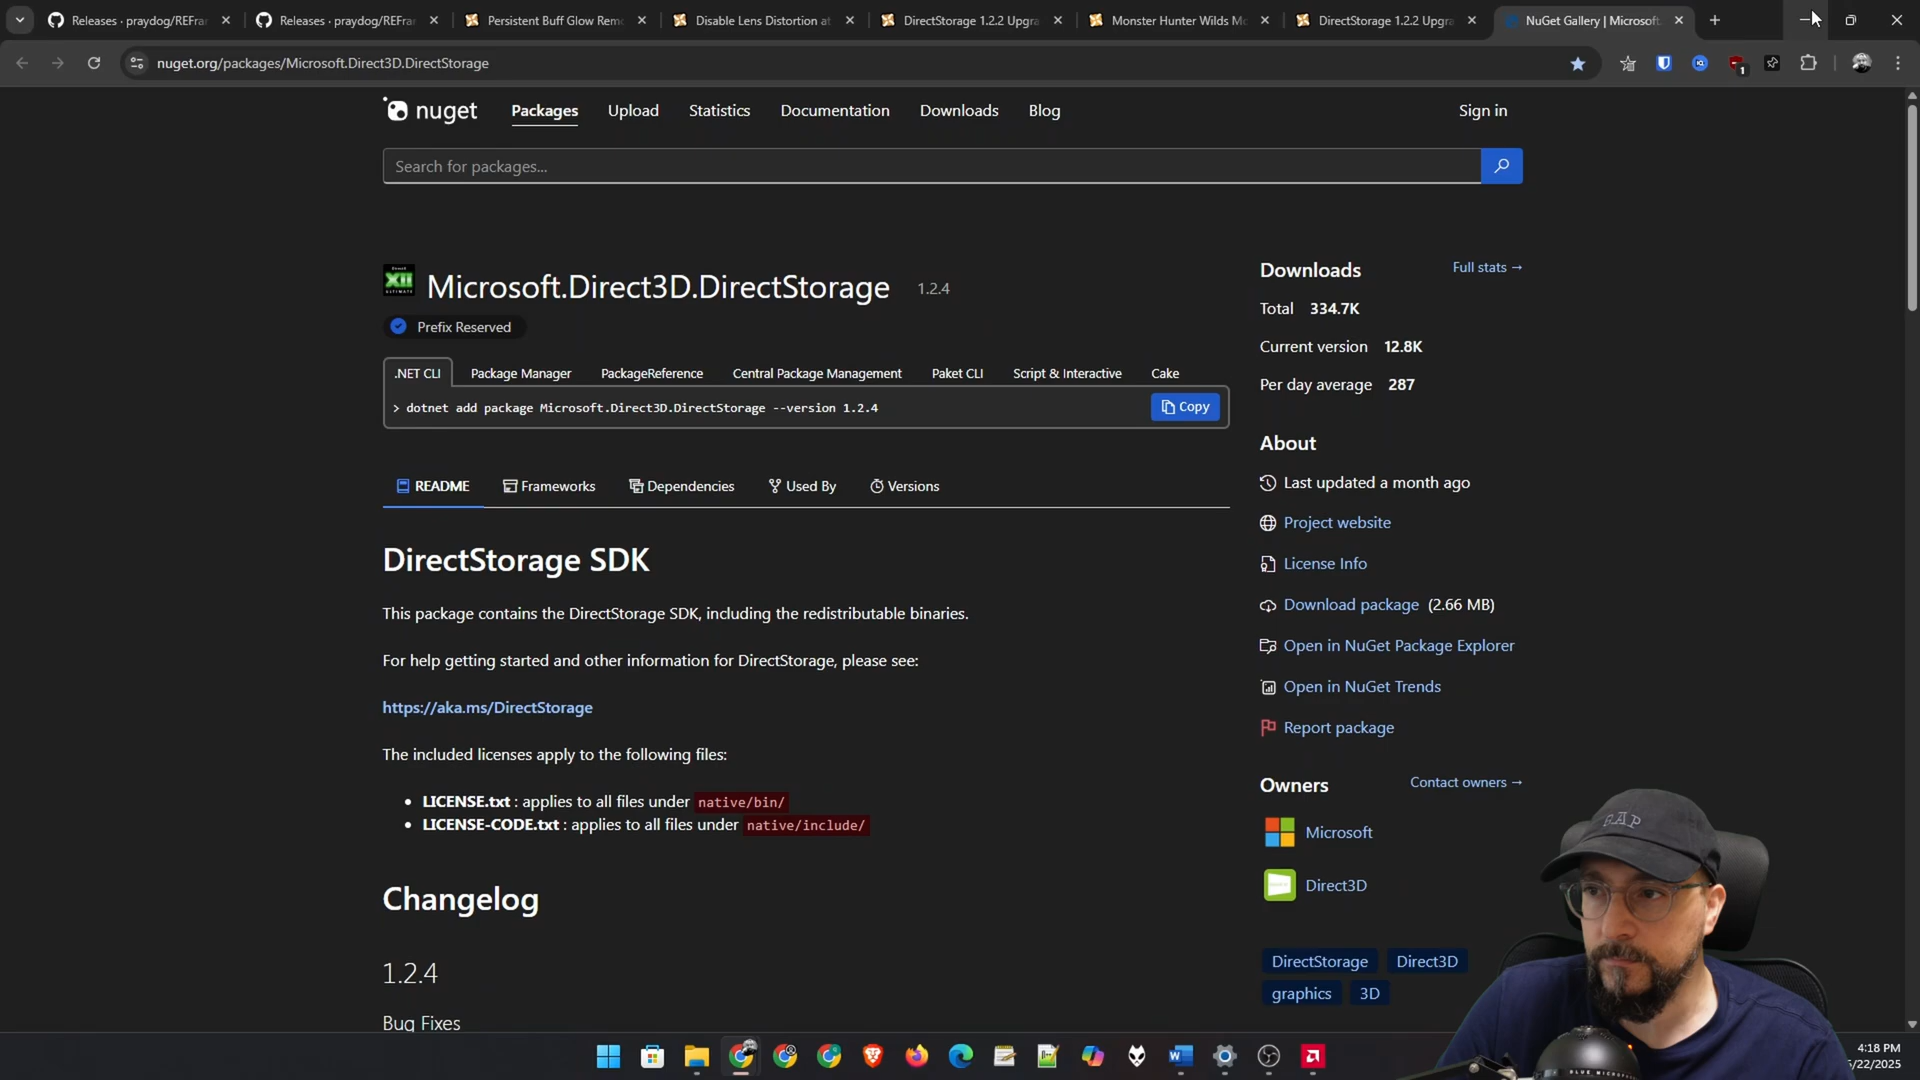 Releases · praydog/REFra
Releases · praydog/REFra
Persistent Buff Glow Rem
Disable Lens Distortion at
DirectStorage 1.2.2 Upgra
Monster Hunter Wilds M
DirectStorage 1.2.2 Upgra
NuGet Gallery | Microsoft.
nuget.org/packages/Microsoft.Direct3D.DirectStorage
1
nuget
Packages
Upload
Statistics
Documentation
Downloads
Blog
Sign in
Search for packages...
Microsoft.Direct3D.DirectStorage 1.2.4
Prefix Reserved
.NET CLI
Package Manager
PackageReference
Central Package Management
Paket CLI
Script & Interactive
Cake
> dotnet add package Microsoft.Direct3D.DirectStorage --version 1.2.4
Copy
README
Frameworks
Dependencies
Used By
Versions
DirectStorage SDK
This package contains the DirectStorage SDK, including the redistributable binaries.
For help getting started and other information for DirectStorage, please see:
https://aka.ms/DirectStorage
The included licenses apply to the following files:
LICENSE.txt : applies to all files under native/bin/
LICENSE-CODE.txt : applies to all files under native/include/
Changelog
1.2.4
Bug Fixes
Downloads
Full stats →
Total 334.7K
Current version 12.8K
Per day average 287
About
Last updated a month ago
Project website
License Info
Download package (2.66 MB)
Open in NuGet Package Explorer
Open in NuGet Trends
Report package
Owners
Contact owners →
Microsoft
Direct3D
DirectStorage
Direct3D
graphics
3D
GAP
4:18 PM
/22/2025